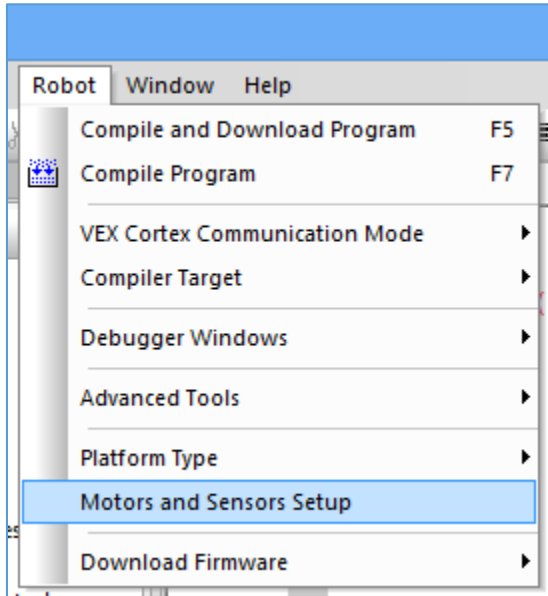 Robot Window Help
Compile and Download Program F5
Compile Program F7
VEX Cortex Communication Mode
Compiler Target
Debugger Windows
Advanced Tools
Platform Type
Motors and Sensors Setup
Download Firmware